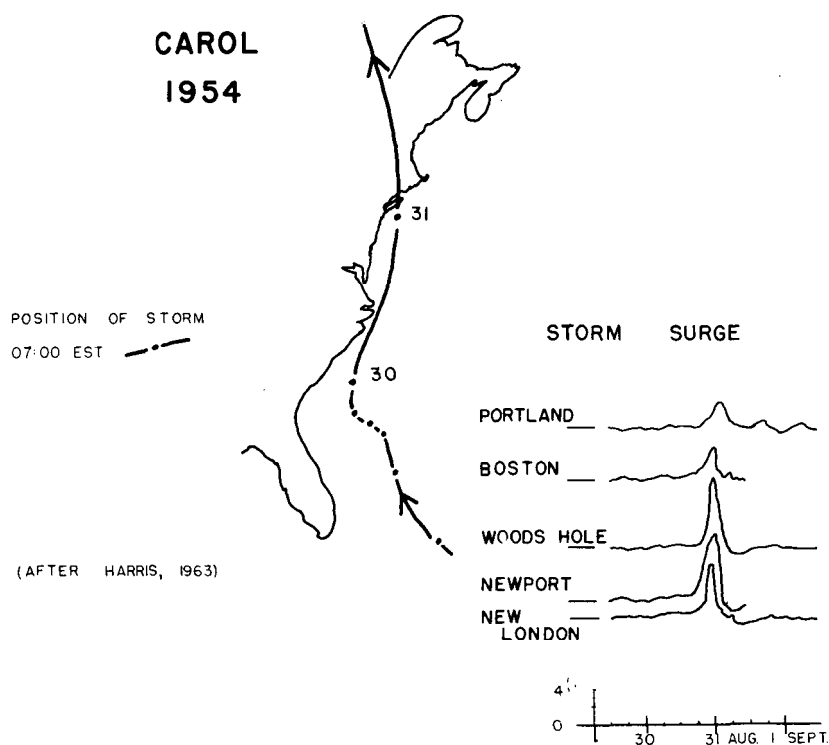 CAROL
1954
31
POSITION OF STORM
07:00 EST
30
STORM SURGE
PORTLAND
BOSTON
WOODS HOLE
NEWPORT
NEW
LONDON
(AFTER HARRIS, 1963)
4
0
30 31 AUG. 1 SEPT.